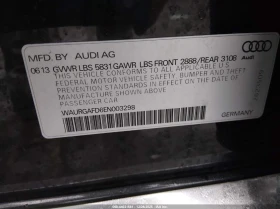 MFD BY: AUDI AG
0613 GVWR LBS 5831 GAWR LBS FRONT 2888/REAR 3106
THIS VEHICLE CONFORMS TO ALL APPLICABLE FEDERAL
MOTOR VEHICLE SAFETY, BUMPER AND THEFT
PREVENTION STANDARDS IN EFFECT ON THE
DATE OF MANUFACTURE SHOWN ABOVE.
PASSENGER CAR
WAURGAFD6EN003298
Audi
GERMANY